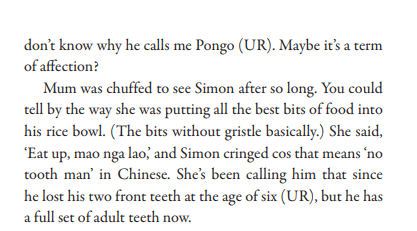 don’t know why he calls me Pongo (UR). Maybe it’s a term
of affection?
Mum was chuffed to see Simon after so long. You could
tell by the way she was putting all the best bits of food into
his rice bowl. (The bits without gristle basically.) She said,
‘Eat up, mao nga lao,’ and Simon cringed cos that means ‘no
tooth man’ in Chinese. She’s been calling him that since
he lost his two front teeth at the age of six (UR), but he has
a full set of adult teeth now.